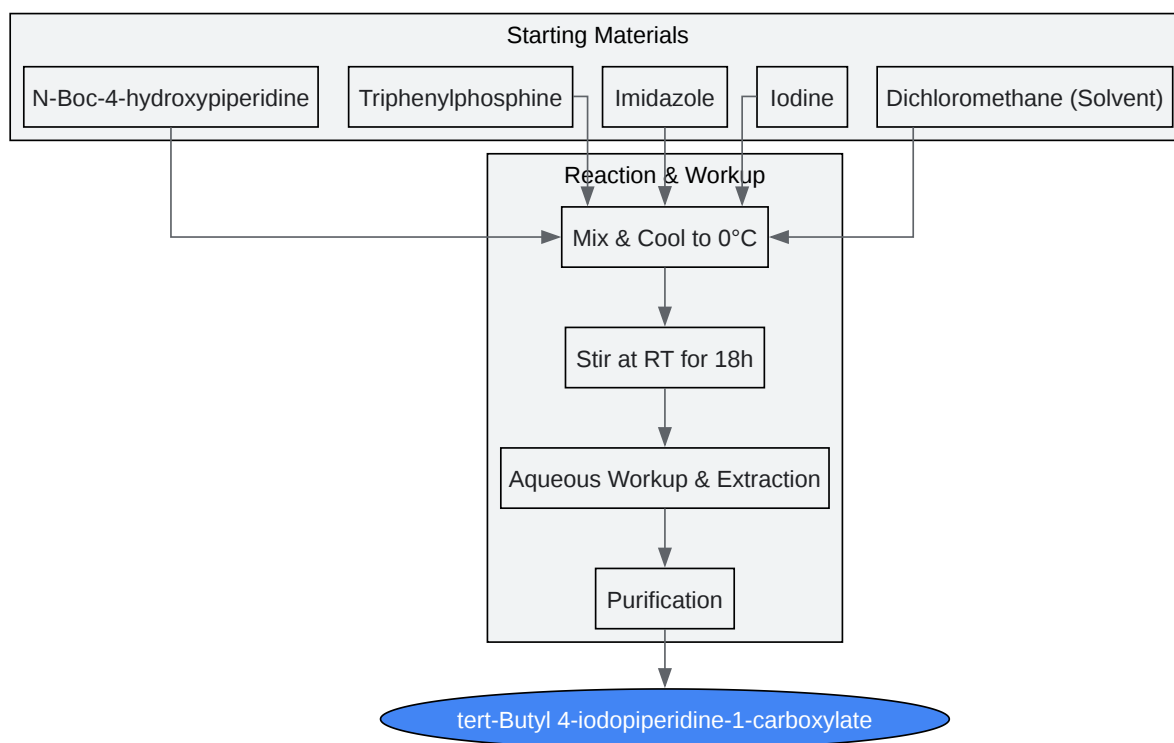 Starting Materials
N-Boc-4-hydroxypiperidine
Triphenylphosphine
Imidazole
Iodine
Dichloromethane (Solvent)
Reaction & Workup
Mix & Cool to 0°C
Stir at RT for 18h
Aqueous Workup & Extraction
Purification
tert-Butyl 4-iodopiperidine-1-carboxylate